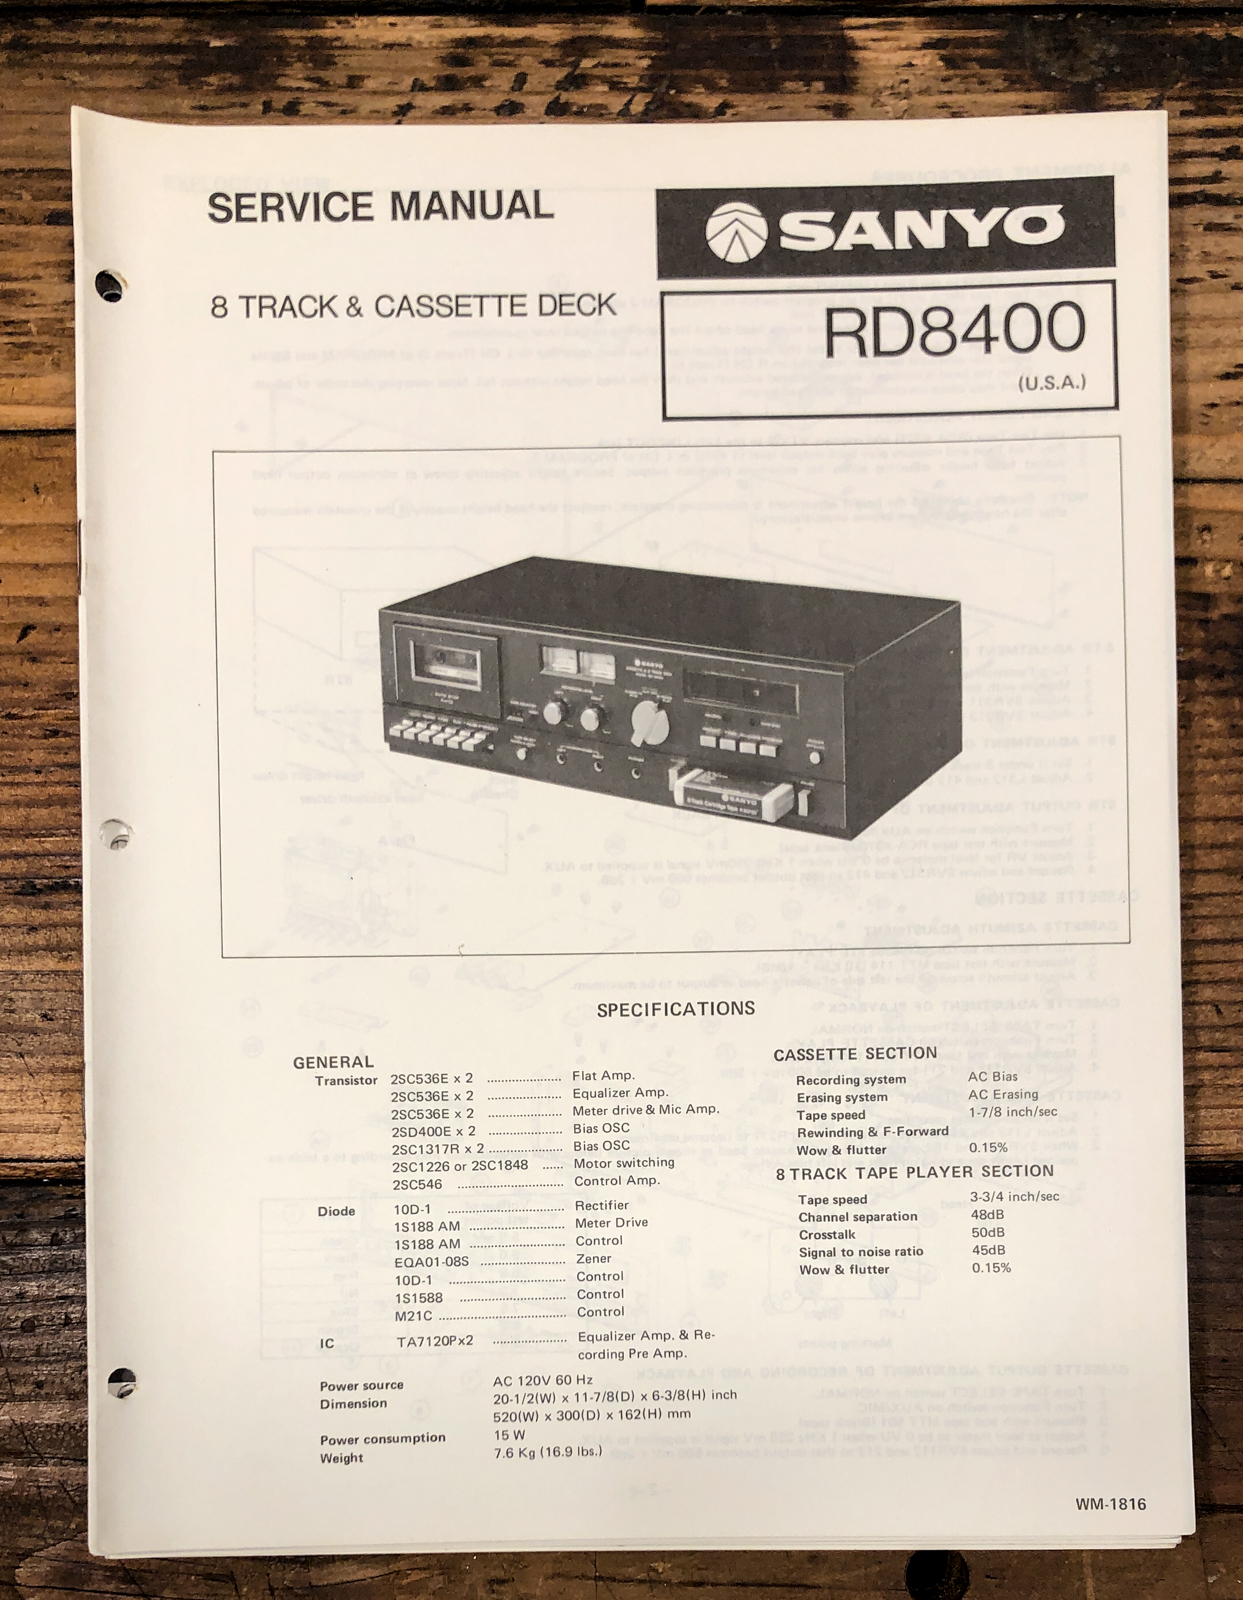 SERVICE MANUAL
SANYO
8 TRACK & CASSETTE DECK
RD8400
(U.S.A.)
SANYO
SANYO
8 Track Cartridge Tape
SPECIFICATIONS
GENERAL
Transistor 2SC536E x 2 ...................... Flat Amp.
2SC536E x 2 ...................... Equalizer Amp.
2SC536E x 2 ...................... Meter drive & Mic Amp.
2SD400E x 2 ...................... Bias OSC
2SC1317R x 2 ...................... Bias OSC
2SC1226 or 2SC1848 ...... Motor switching
2SC546 ............................... Control Amp.
Diode 10D-1 .................................. Rectifier
1S188 AM ............................ Meter Drive
1S188 AM ............................ Control
EQA01-08S ......................... Zener
10D-1 .................................. Control
1S1588 ............................... Control
M21C ..................................... Control
IC TA7120Px2 ...................... Equalizer Amp. & Re-
cording Pre Amp.
Power source AC 120V 60 Hz
Dimension 20-1/2(W) x 11-7/8(D) x 6-3/8(H) inch
520(W) x 300(D) x 162(H) mm
Power consumption 15 W
Weight 7.6 Kg (16.9 lbs.)
CASSETTE SECTION
Recording system AC Bias
Erasing system AC Erasing
Tape speed 1-7/8 inch/sec
Rewinding & F-Forward
Wow & flutter 0.15%
8 TRACK TAPE PLAYER SECTION
Tape speed 3-3/4 inch/sec
Channel separation 48dB
Crosstalk 50dB
Signal to noise ratio 45dB
Wow & flutter 0.15%
WM-1816